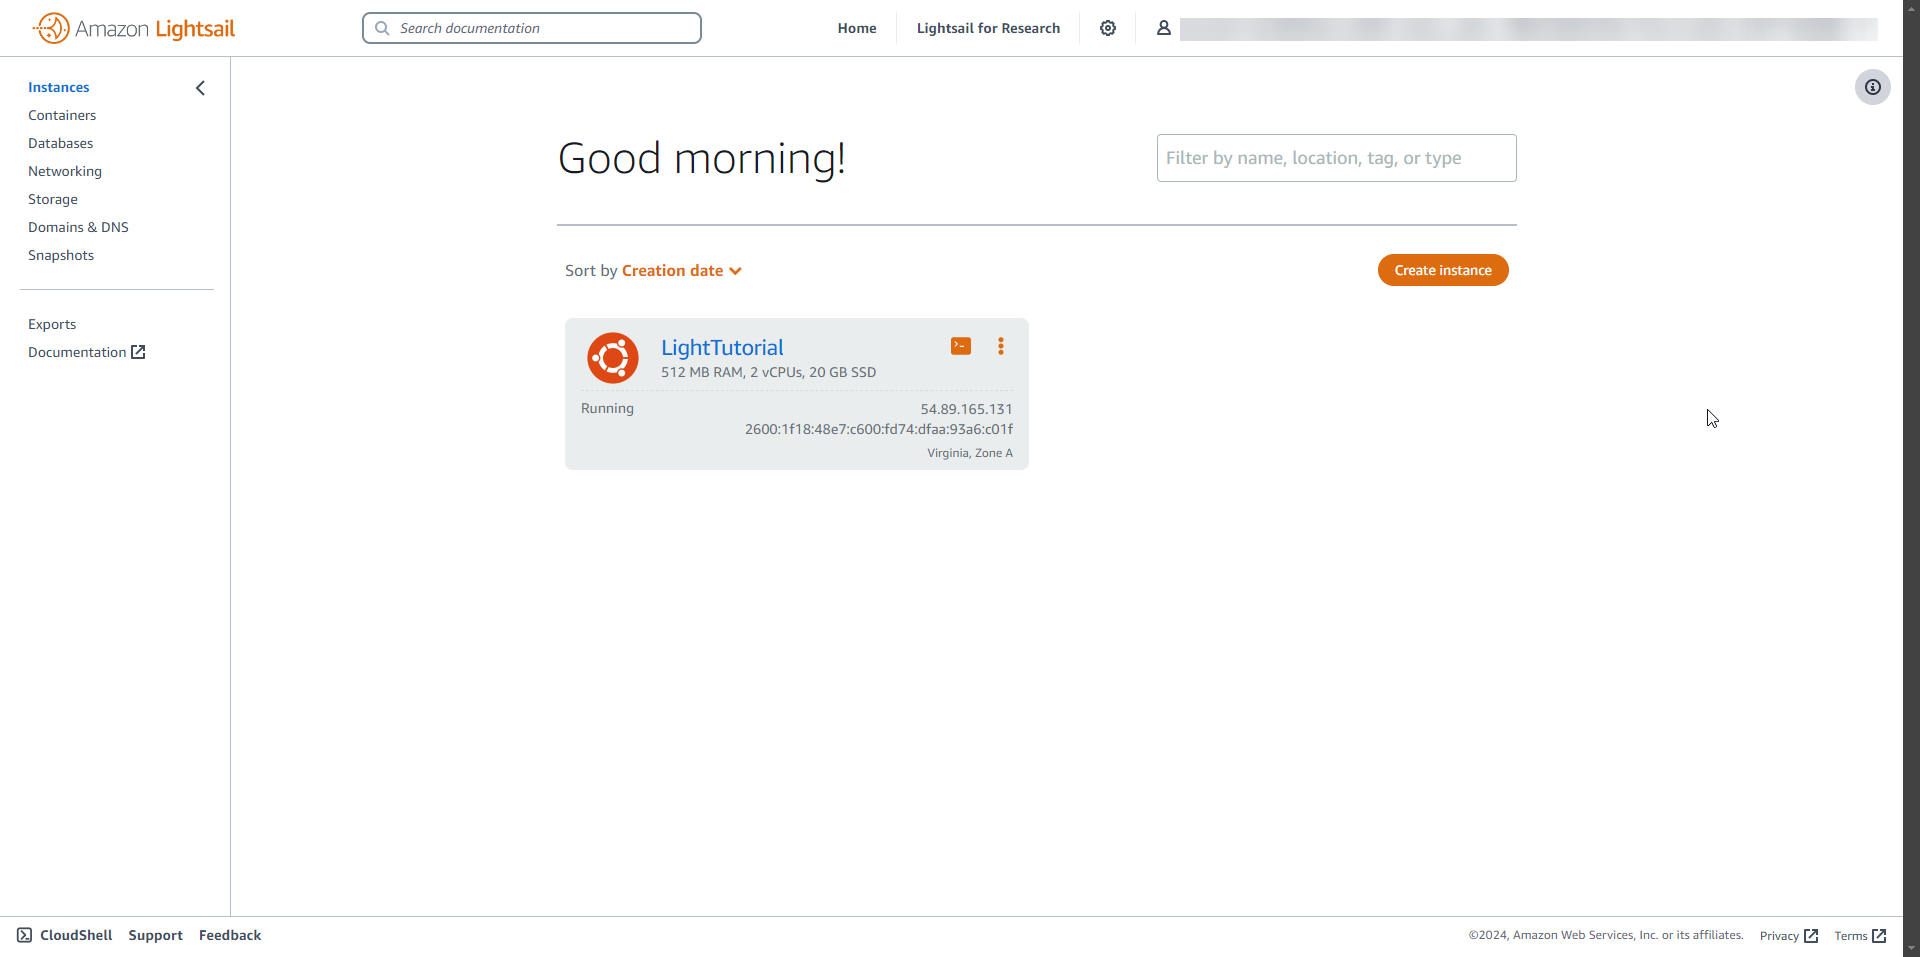 Amazon Lightsail
Search documentation
Home
Lightsail for Research
Instances
Containers
Databases
Networking
Storage
Domains & DNS
Snapshots
Exports
Documentation
Good morning!
Filter by name, location, tag, or type
Sort by Creation date
Create instance
LightTutorial
512 MB RAM, 2 vCPUs, 20 GB SSD
Running
54.89.165.131
2600:1f18:48e7:c600:fd74:dfaa:93a6:c01f
Virginia, Zone A
CloudShell
Support
Feedback
©2024, Amazon Web Services, Inc. or its affiliates.
Privacy
Terms